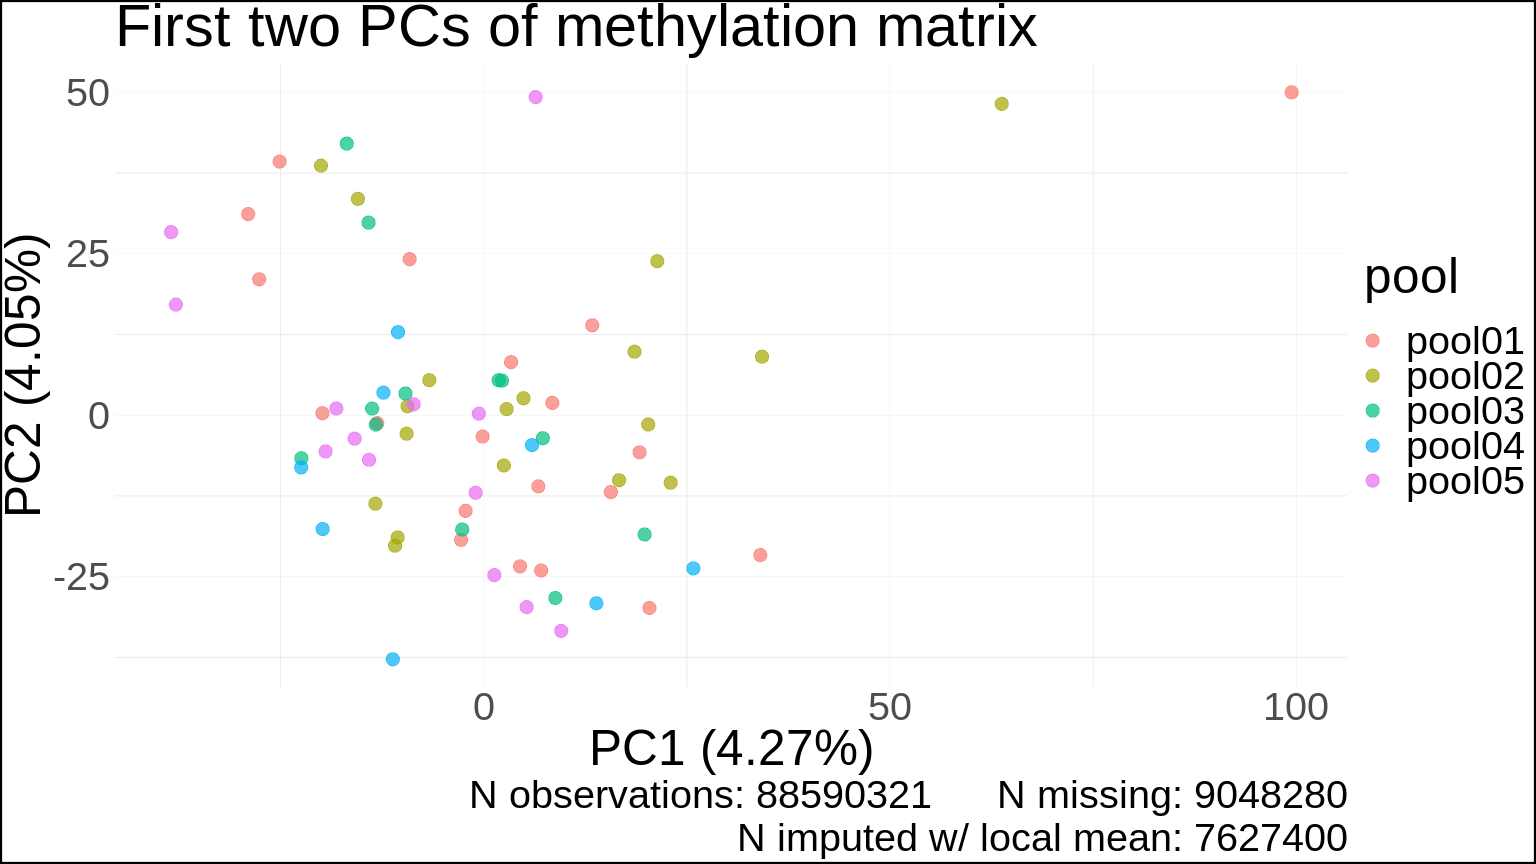 First two PCs of methylation matrix
50
25
0
-25
PC2 (4.05%)
0 50 100
PC1 (4.27%)
pool
pool01
pool02
pool03
pool04
pool05
N observations: 88590321 N missing: 9048280
N imputed w/ local mean: 7627400